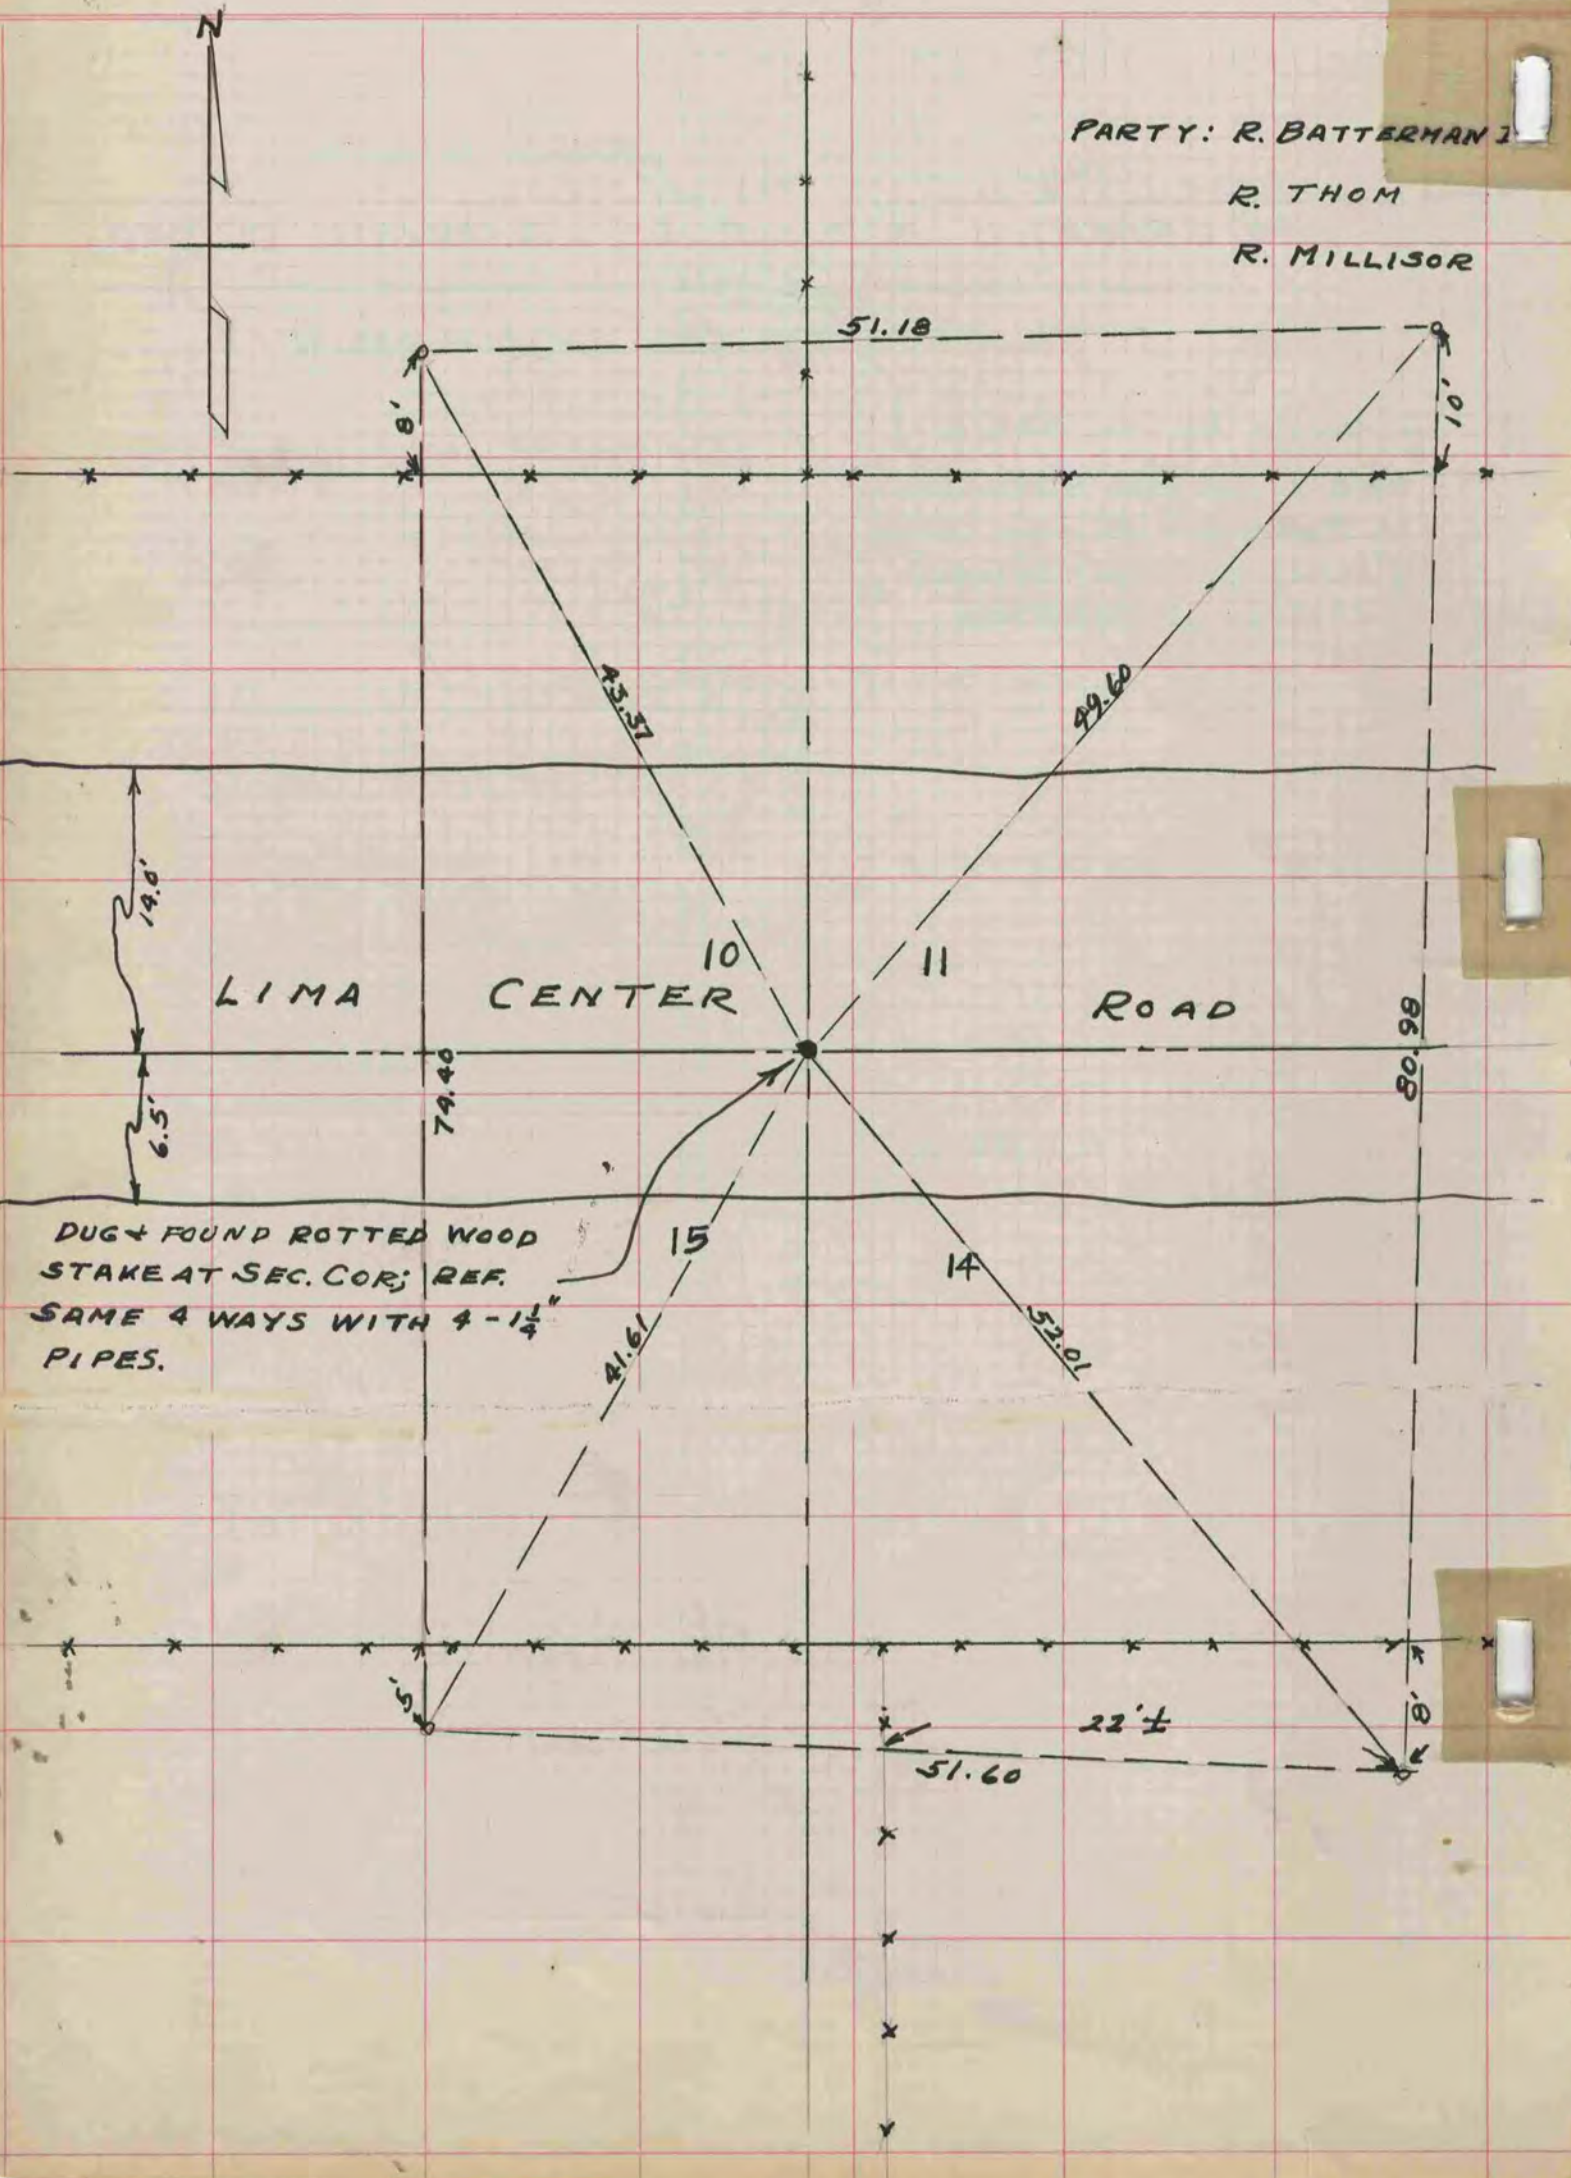 N
PARTY: R. BATTERMAN
R. THOM
R. MILLISOR
51.18
8'
10'
43.37
49.60
14.0'
10
11
LIMA CENTER ROAD
74.40
80.98
6.5'
DUG & FOUND ROTTED WOOD
STAKE AT SEC. COR; REF.
SAME 4 WAYS WITH 4 - 1 1/4"
PIPES.
15
14
41.61
52.01
5'
22'±
8'
51.60